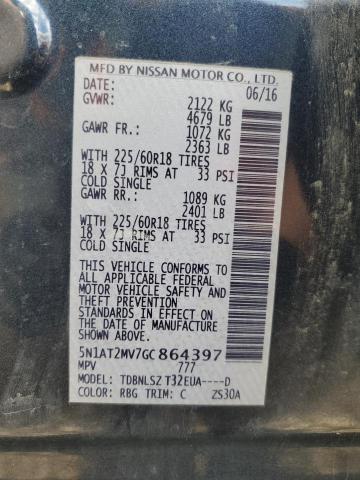 MFD BY NISSAN MOTOR CO., LTD.
DATE: 06/16
GVWR: 2122 KG
4679 LB
GAWR FR.: 1072 KG
2363 LB
WITH 225/60R18 TIRES
18 X 7J RIMS AT 33 PSI
COLD SINGLE
GAWR RR.: 1089 KG
2401 LB
WITH 225/60R18 TIRES
18 X 7J RIMS AT 33 PSI
COLD SINGLE
THIS VEHICLE CONFORMS TO
ALL APPLICABLE FEDERAL
MOTOR VEHICLE SAFETY AND
THEFT PREVENTION
STANDARDS IN EFFECT ON
THE DATE OF MANUFACTURE
SHOWN ABOVE.
5N1AT2MV7GC864397
MPV 777
MODEL: TDBNLSZ T32EUA----D
COLOR: RBG TRIM: C ZS30A